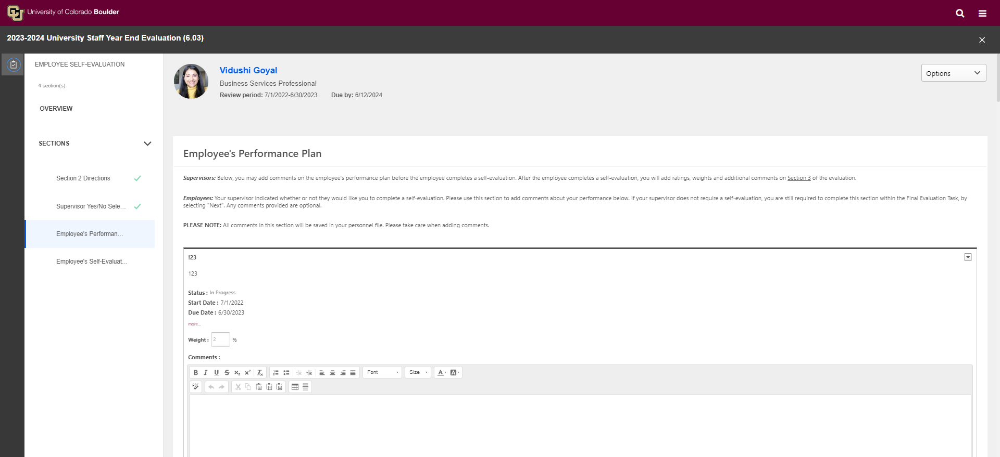 University of Colorado Boulder
2023-2024 University Staff Year End Evaluation (6.03)
EMPLOYEE SELF-EVALUATION
4 section(s)
OVERVIEW
SECTIONS
Section 2 Directions
Supervisor Yes/No Sele...
Employee's Performan...
Employee's Self-Evaluat...
Vidushi Goyal
Business Services Professional
Review period: 7/1/2022-6/30/2023 Due by: 6/12/2024
Options
Employee's Performance Plan
Supervisors: Below, you may add comments on the employee's performance plan before the employee completes a self-evaluation. After the employee completes a self-evaluation, you will add ratings, weights and additional comments on Section 3 of the evaluation.
Employees: Your supervisor indicated whether or not they would like you to complete a self-evaluation. Please use this section to add comments about your performance below. If your supervisor does not require a self-evaluation, you are still required to complete this section within the Final Evaluation Task, by
selecting "Next". Any comments provided are optional.
PLEASE NOTE: All comments in this section will be saved in your personnel file. Please take care when adding comments.
!23
123
Status : In Progress
Start Date : 7/1/2022
Due Date : 6/30/2023
more...
Weight : 2 %
Comments :
Font Size